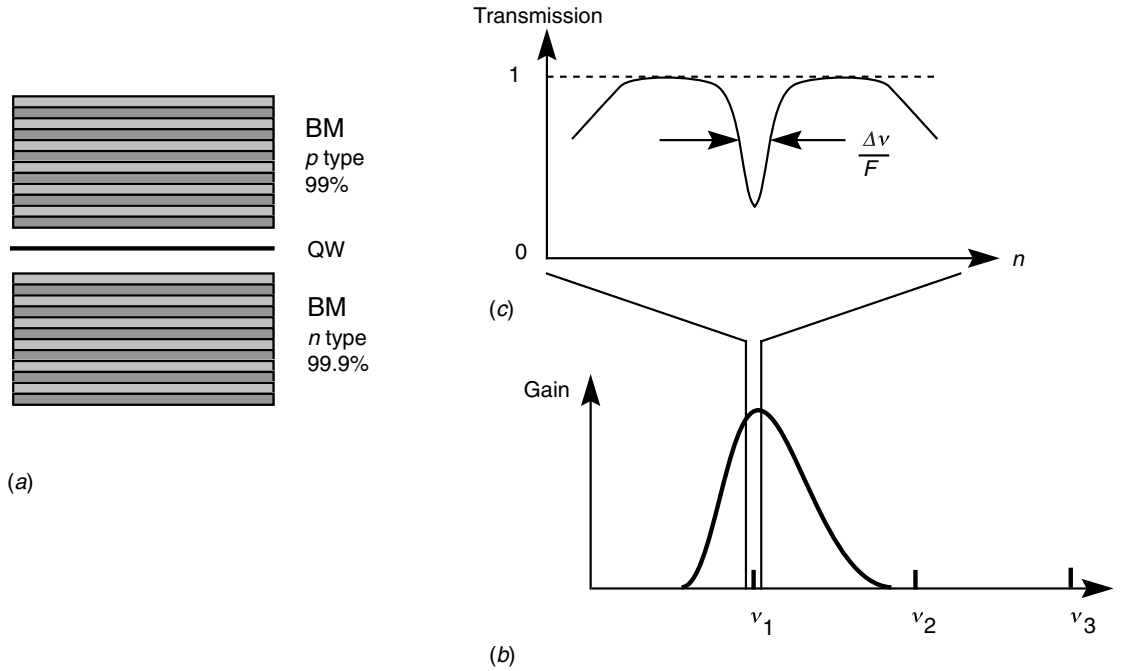 BM
p type
99%
QW
BM
n type
99.9%
(a)
Transmission
1
0
Δν
F
n
(c)
Gain
ν1
ν2
ν3
(b)